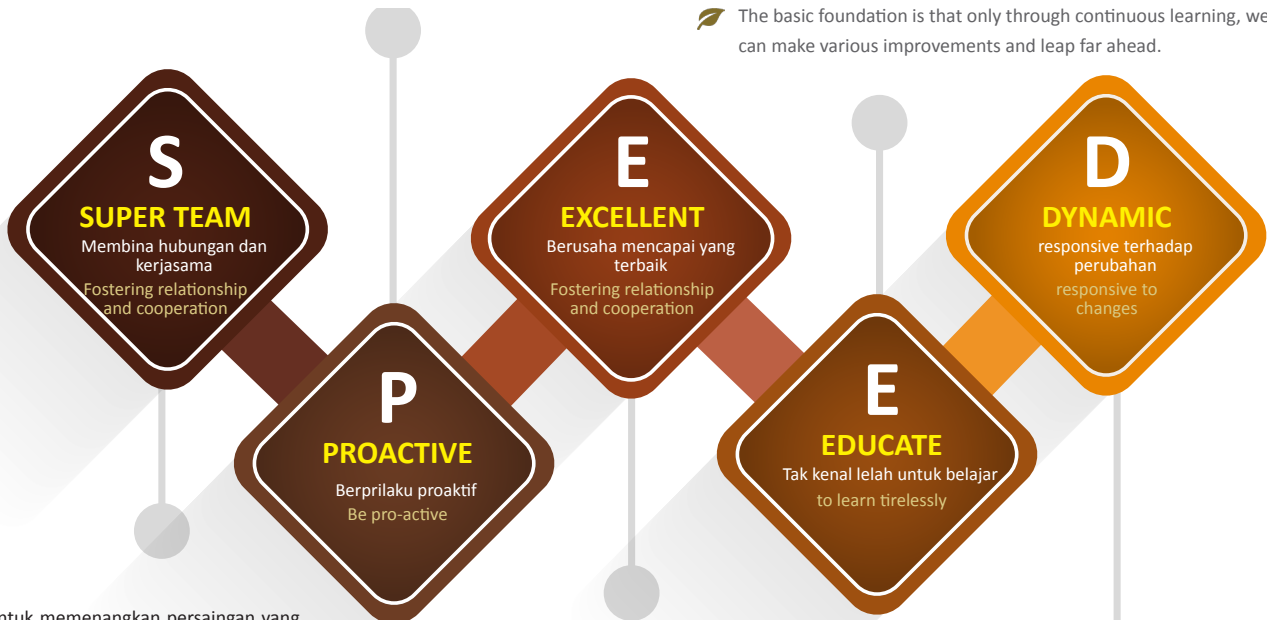 The basic foundation is that only through continuous learning, we
can make various improvements and leap far ahead.
S
SUPER TEAM
Membina hubungan dan
kerjasama
Fostering relationship
and cooperation
P
PROACTIVE
Berprilaku proaktif
Be pro-active
E
EXCELLENT
Berusaha mencapai yang
terbaik
Fostering relationship
and cooperation
E
EDUCATE
Tak kenal lelah untuk belajar
to learn tirelessly
D
DYNAMIC
responsive terhadap
perubahan
responsive to
changes
memenangkan persaingan yang